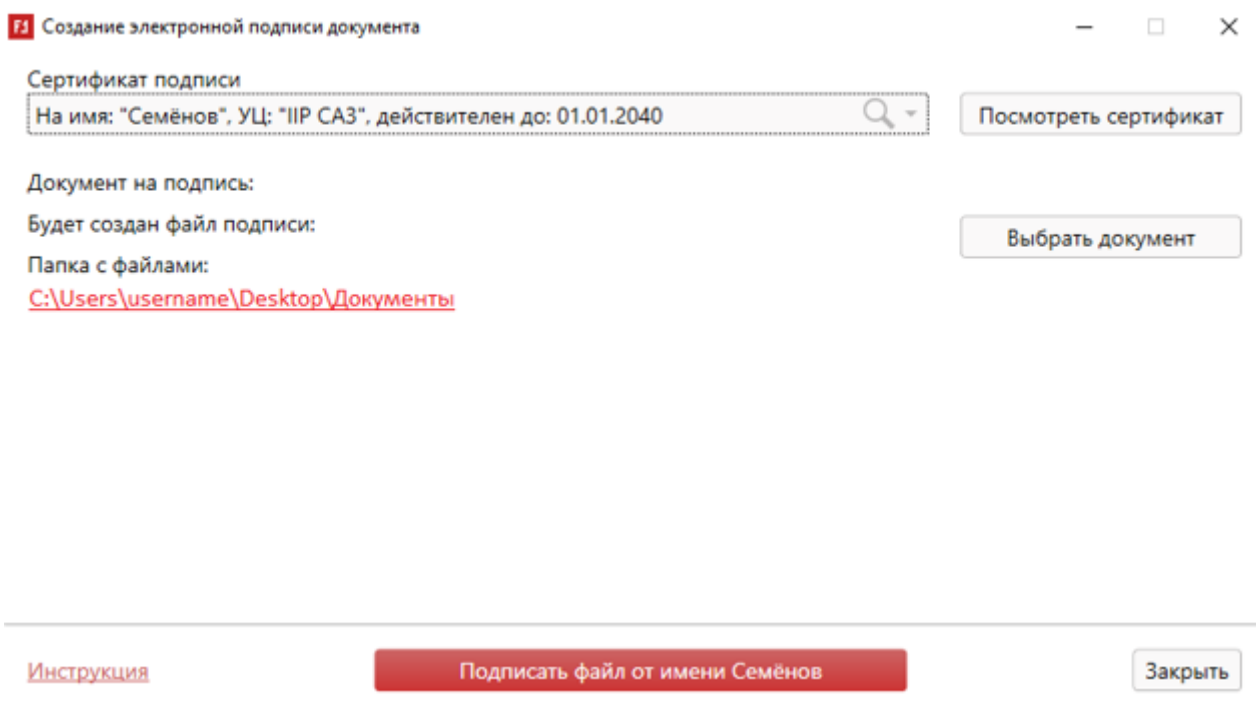 F1 Создание электронной подписи документа
Сертификат подписи
На имя: "Семёнов", УЦ: "IIP CA3", действителен до: 01.01.2040
Посмотреть сертификат
Документ на подпись:
Будет создан файл подписи:
Выбрать документ
Папка с файлами:
C:\Users\username\Desktop\Документы
Инструкция
Подписать файл от имени Семёнов
Закрыть